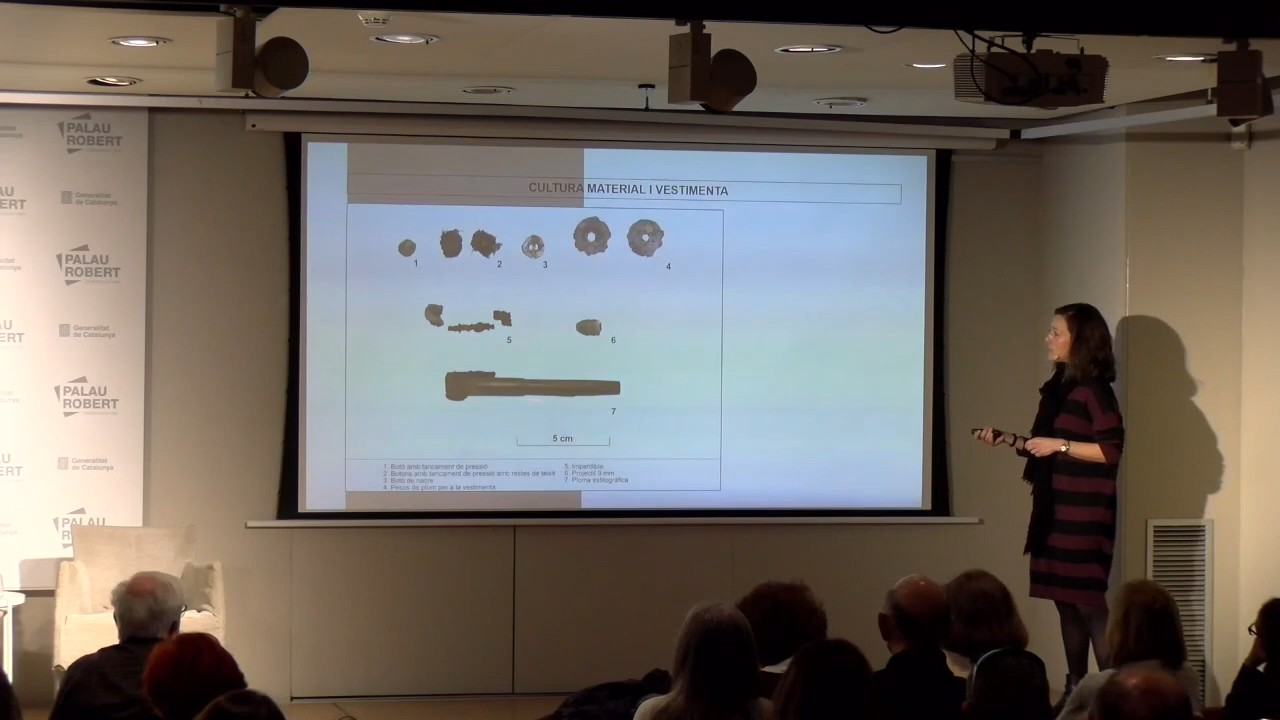 PALAU
ROBERT
Generalitat
de Catalunya
PALAU
ROBERT
Generalitat
de Catalunya
PALAU
ROBERT
Generalitat
de Catalunya
PALAU
CULTURA MATERIAL I VESTIMENTA
1
2
3
4
5
6
7
5 cm
1. Botó amb tancament de pressió
2. Botons amb tancament de pressió amb restes de teixit
3. Botó de nacre
4. Pesos de plom per a la vestimenta
5. Imperdible
6. Projectil 9 mm
7. Ploma estilogràfica